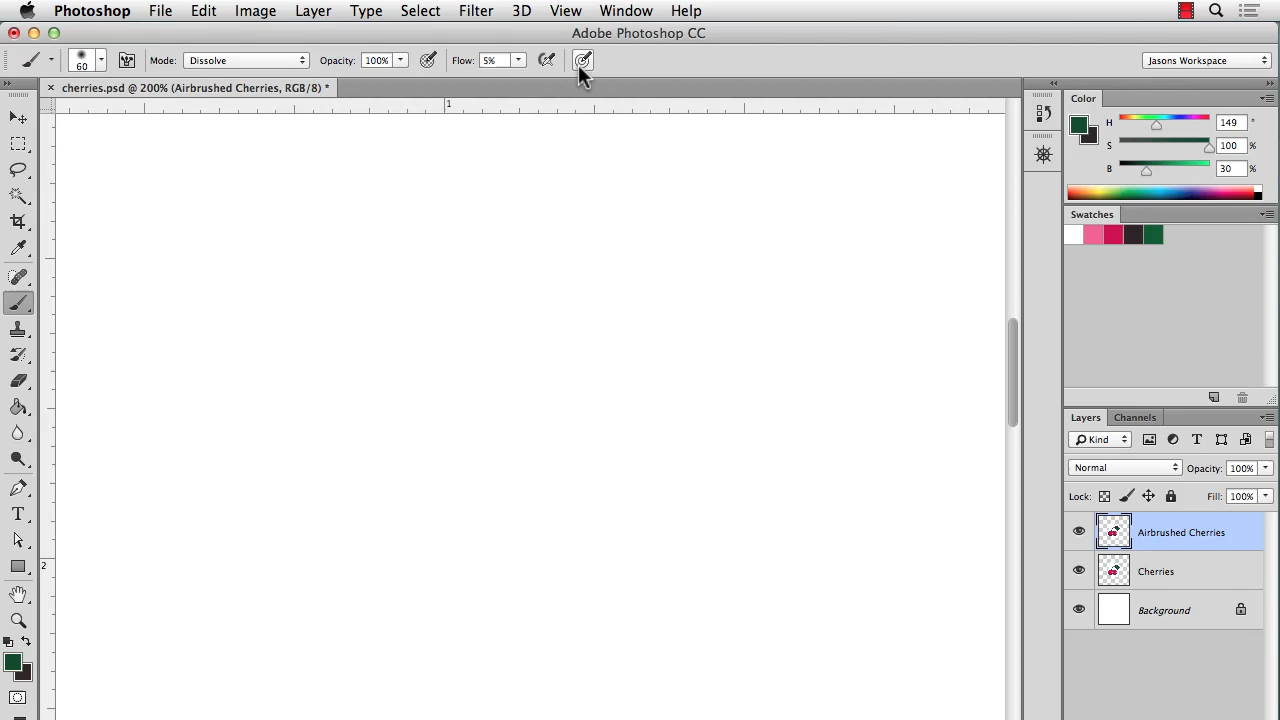 Photoshop File Edit Image Layer Type Select Filter 3D View Window Help
Adobe Photoshop CC
60 Mode: Dissolve Opacity: 100% Flow: 5% Jasons Workspace
cherries.psd @ 200% (Airbrushed Cherries, RGB/8) *
1
2
Color
H 149 °
S 100 %
B 30 %
Swatches
Layers Channels
Kind
Normal Opacity: 100%
Lock: Fill: 100%
Airbrushed Cherries
Cherries
Background